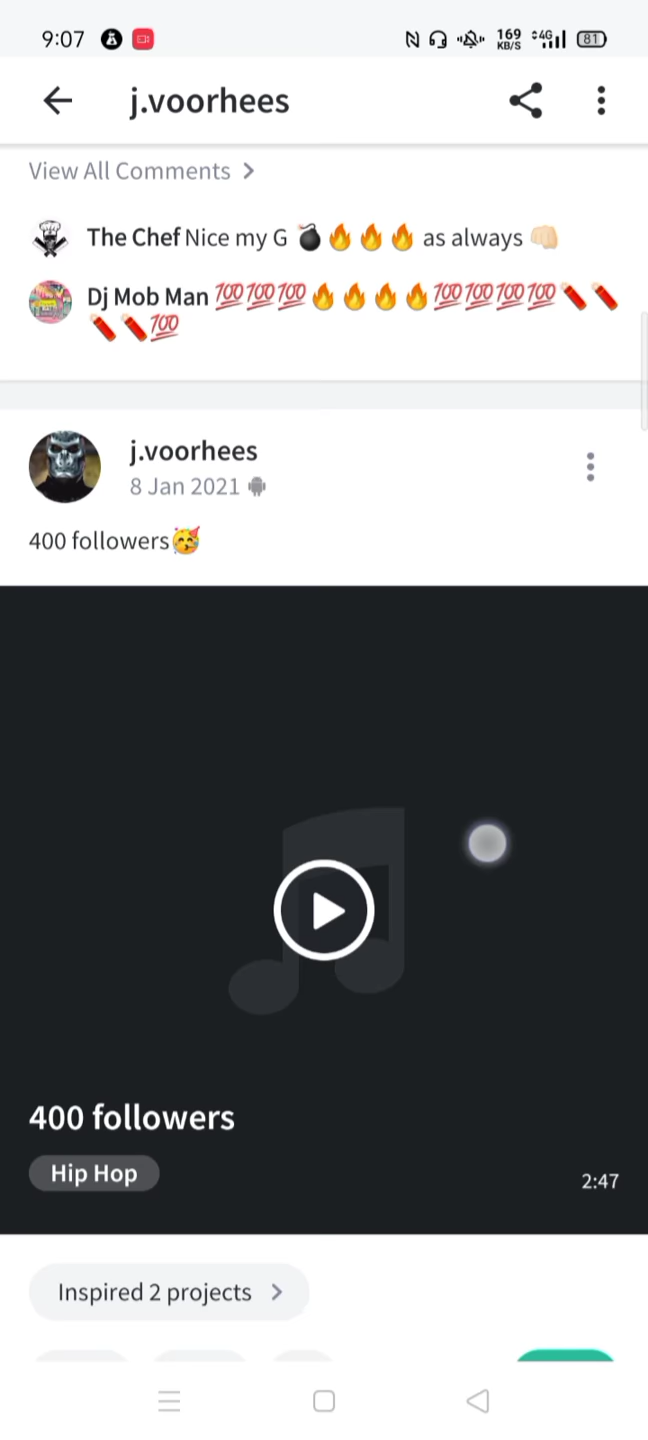 9:07 169 KB/S 4G 81
j.voorhees
View All Comments
The Chef Nice my G 💣🔥🔥🔥 as always 👊🏻
Dj Mob Man 💯💯💯🔥🔥🔥🔥💯💯💯💯🧨🧨
🧨🧨💯
j.voorhees
8 Jan 2021
400 followers🥳
400 followers
Hip Hop
2:47
Inspired 2 projects